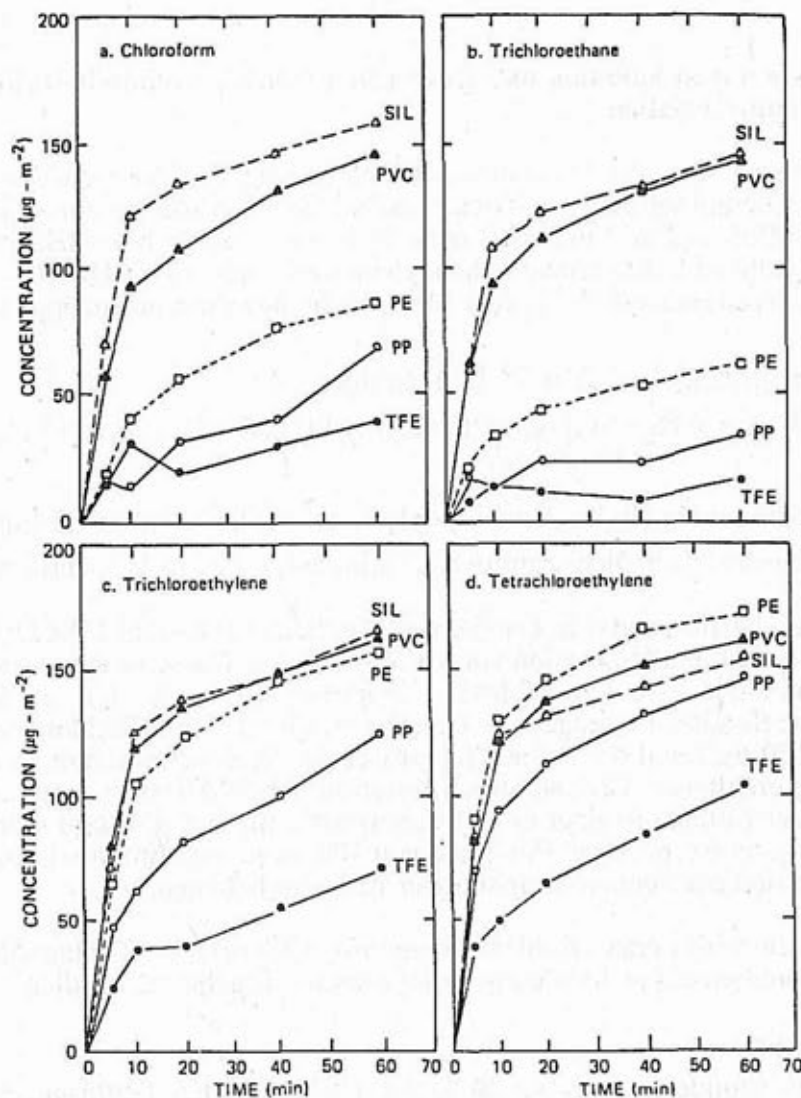 200
150
100
50
0
CONCENTRATION (µg – m⁻²)
a. Chloroform
SIL
PVC
PE
PP
TFE
b. Trichloroethane
SIL
PVC
PE
PP
TFE
200
150
100
50
0
CONCENTRATION (µg – m⁻²)
c. Trichloroethylene
SIL
PVC
PE
PP
TFE
0 10 20 30 40 50 60 70
TIME (min)
d. Tetrachloroethylene
PE
PVC
SIL
PP
TFE
0 10 20 30 40 50 60 70
TIME (min)